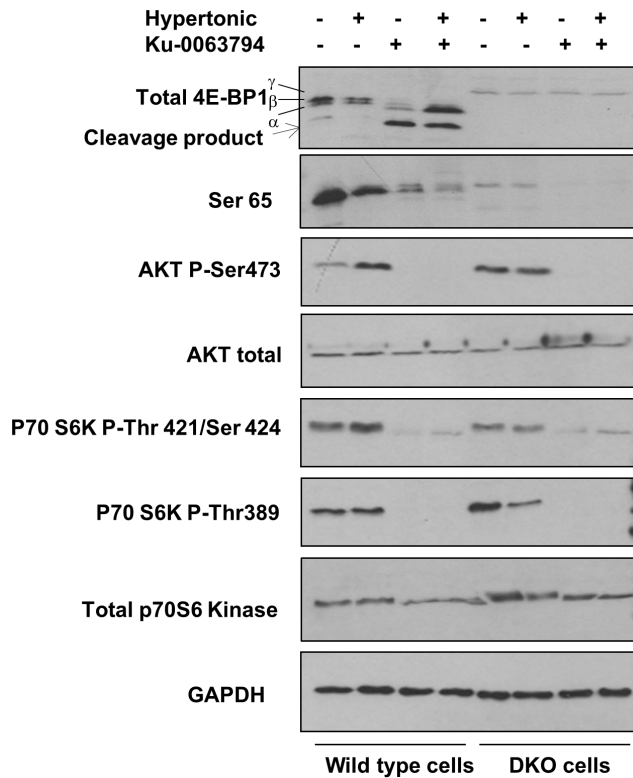 Hypertonic - + - + - + - +
Ku-0063794 - - + + - - + +
γ
Total 4E-BP1 β
α
Cleavage product
Ser 65
AKT P-Ser473
AKT total
P70 S6K P-Thr 421/Ser 424
P70 S6K P-Thr389
Total p70S6 Kinase
GAPDH
Wild type cells DKO cells